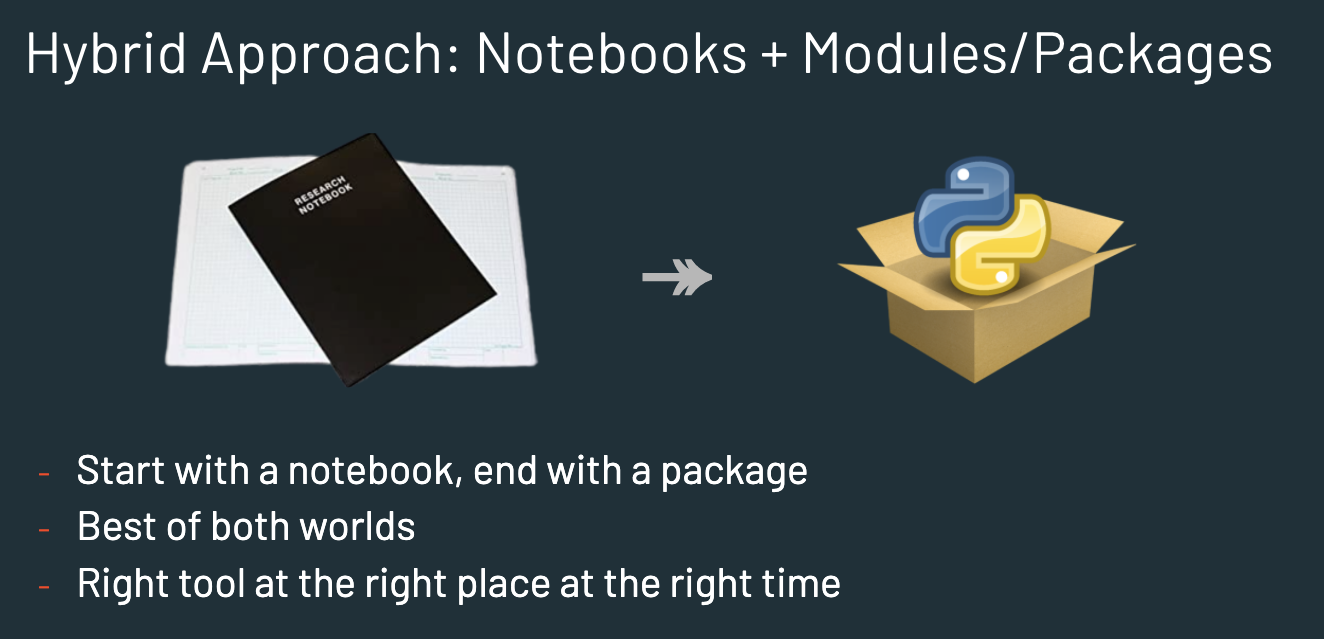 Hybrid Approach: Notebooks + Modules/Packages
RESEARCH
NOTEBOOK
- Start with a notebook, end with a package
- Best of both worlds
- Right tool at the right place at the right time